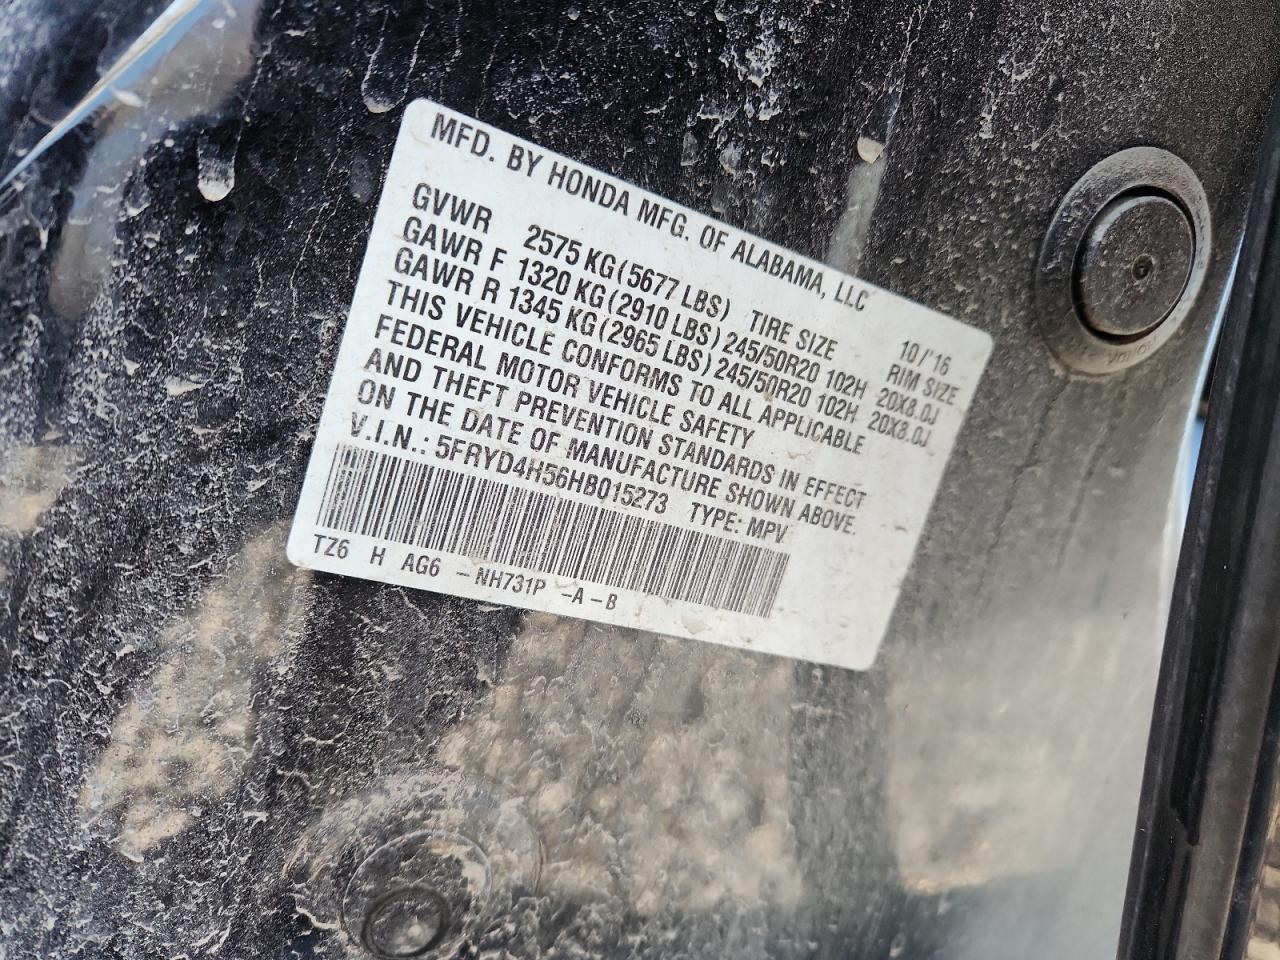 MFD. BY HONDA MFG. OF ALABAMA, LLC
10/'16
GVWR 2575 KG(5677 LBS) TIRE SIZE RIM SIZE
GAWR F 1320 KG(2910 LBS) 245/50R20 102H 20X8.0J
GAWR R 1345 KG(2965 LBS) 245/50R20 102H 20X8.0J
THIS VEHICLE CONFORMS TO ALL APPLICABLE
FEDERAL MOTOR VEHICLE SAFETY
AND THEFT PREVENTION STANDARDS IN EFFECT
ON THE DATE OF MANUFACTURE SHOWN ABOVE.
V.I.N.: 5FRYD4H56HB015273 TYPE: MPV
TZ6 H AG6 -NH731P -A-B